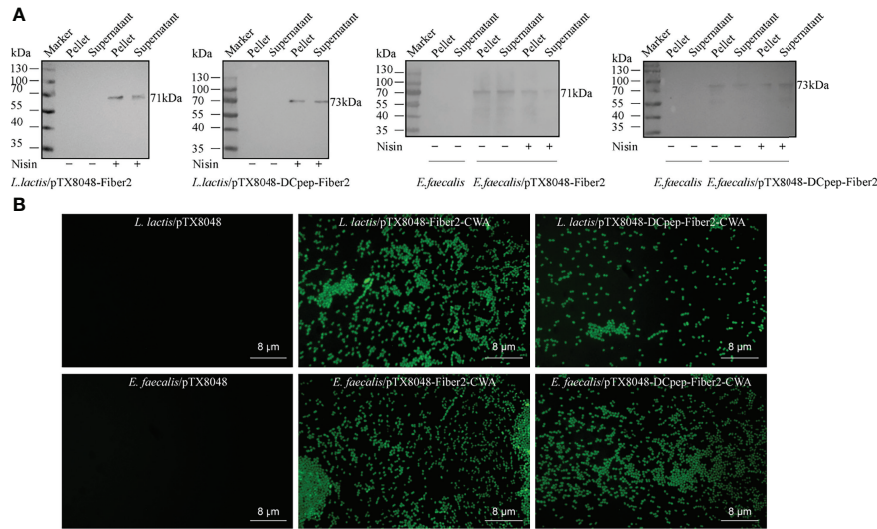 A
kDa Marker Pellet Supernatant Pellet Supernatant
130
100
70
55
40
35
71kDa
Nisin − − + +
L.lactis/pTX8048-Fiber2
kDa Marker Pellet Supernatant Pellet Supernatant
130
100
70
55
40
35
73kDa
Nisin − − + +
L.lactis/pTX8048-DCpep-Fiber2
kDa Marker Pellet Supernatant Pellet Supernatant Pellet Supernatant
130
100
70
55
40
35
71kDa
− − − − + +
E.faecalis E.faecalis/pTX8048-Fiber2
kDa Marker Pellet Supernatant Pellet Supernatant Pellet Supernatant
130
100
70
55
40
35
73kDa
− − − − + +
E.faecalis E.faecalis/pTX8048-DCpep-Fiber2
B
L. lactis/pTX8048 L. lactis/pTX8048-Fiber2-CWA L. lactis/pTX8048-DCpep-Fiber2-CWA
8 μm 8 μm 8 μm
E. faecalis/pTX8048 E. faecalis/pTX8048-Fiber2-CWA E. faecalis/pTX8048-DCpep-Fiber2-CWA
8 μm 8 μm 8 μm